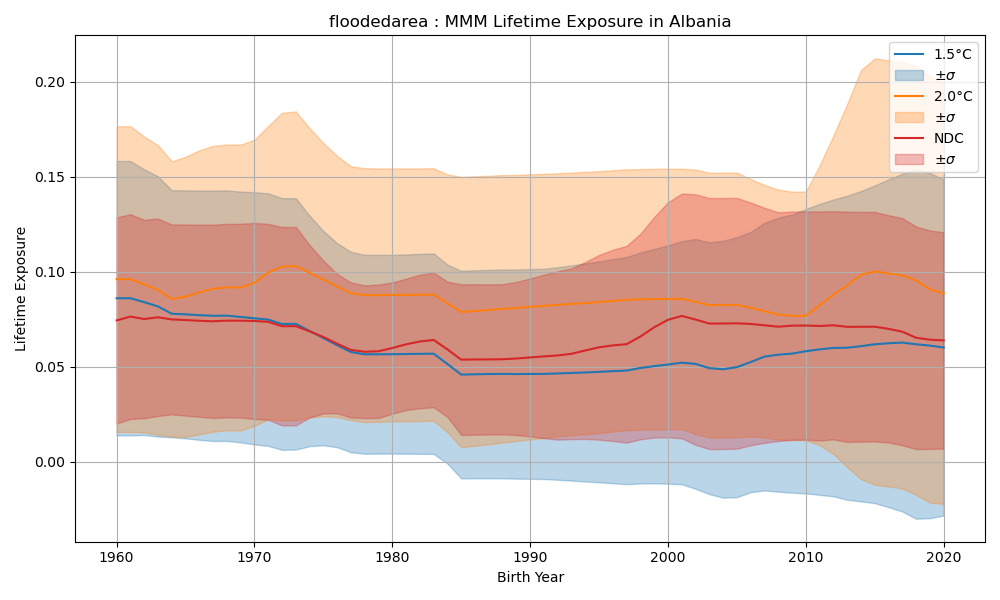 floodedarea : MMM Lifetime Exposure in Albania
1.5°C
±σ
2.0°C
±σ
NDC
±σ
Lifetime Exposure
0.20
0.15
0.10
0.05
0.00
1960 1970 1980 1990 2000 2010 2020
Birth Year